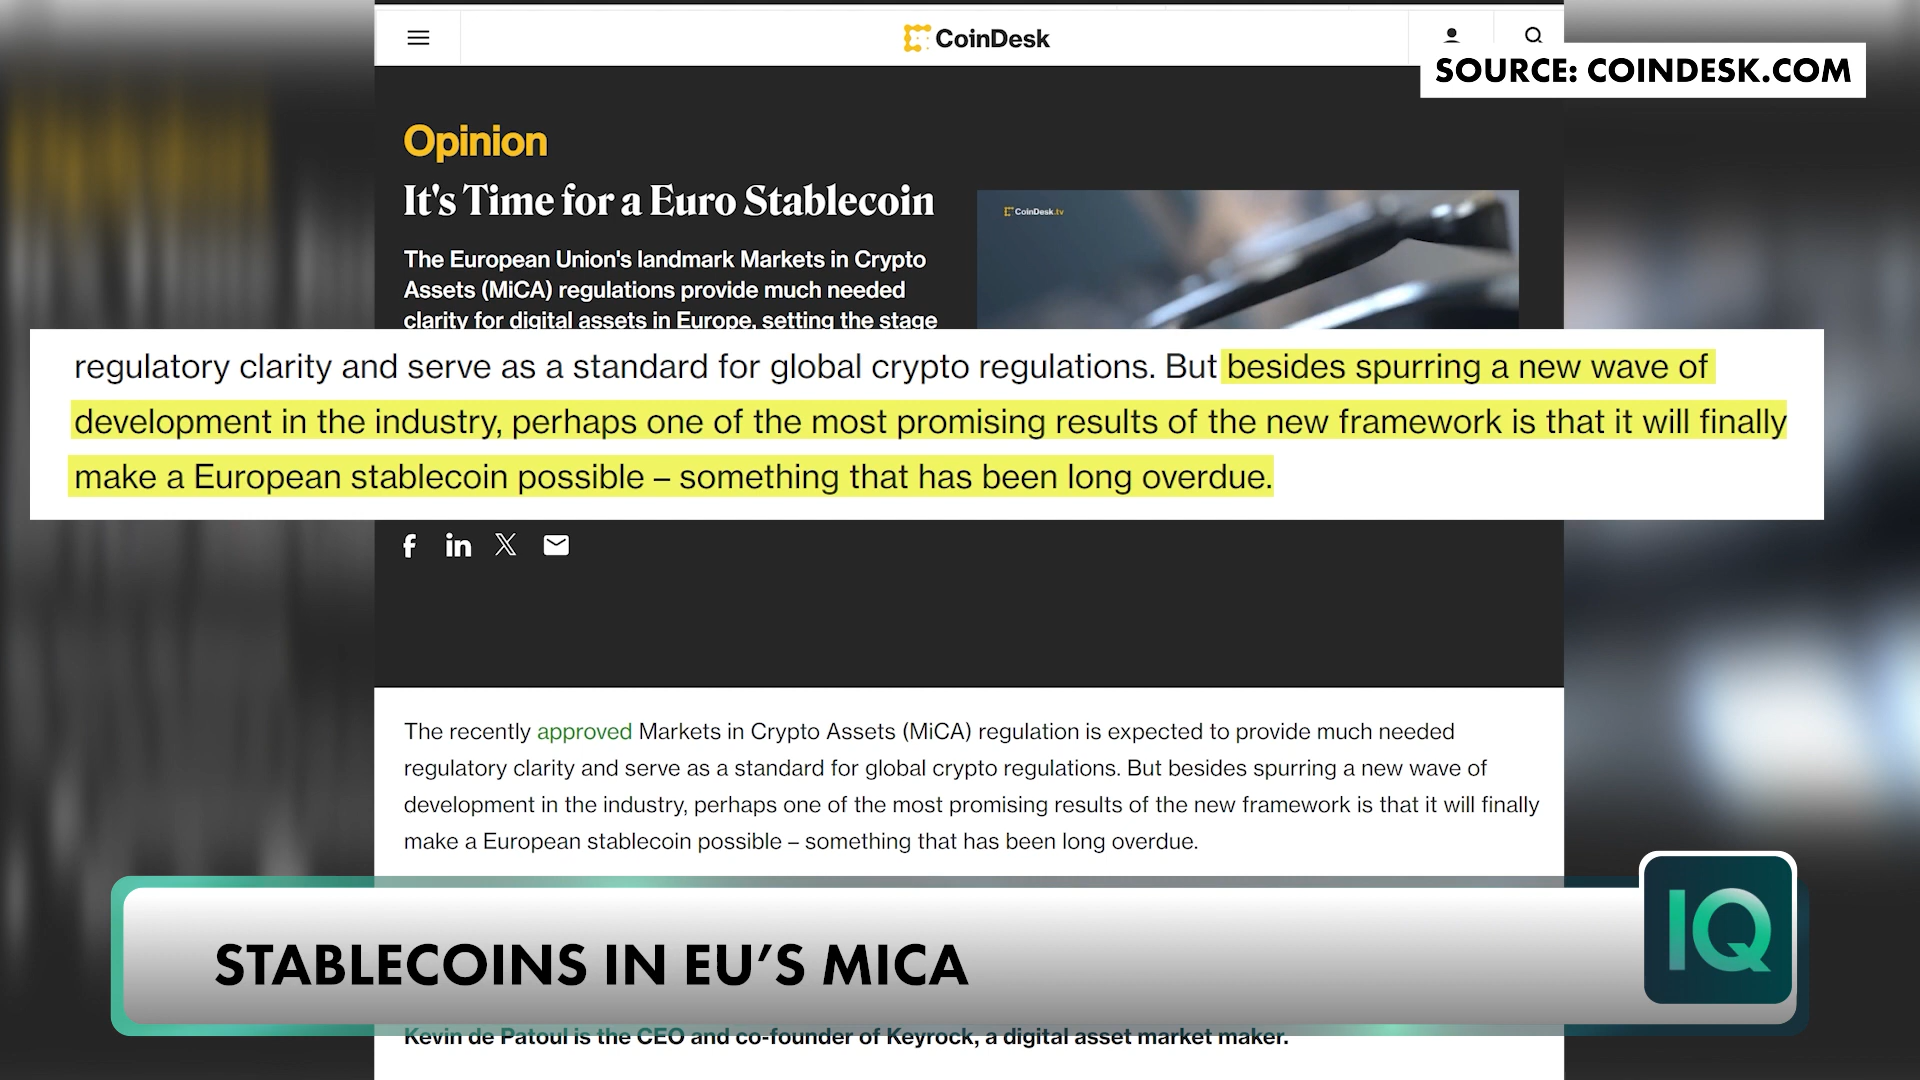 CoinDesk
SOURCE: COINDESK.COM
Opinion
It's Time for a Euro Stablecoin
CoinDesk.tv
The European Union's landmark Markets in Crypto
Assets (MiCA) regulations provide much needed
clarity for digital assets in Europe, setting the stage
regulatory clarity and serve as a standard for global crypto regulations. But besides spurring a new wave of
development in the industry, perhaps one of the most promising results of the new framework is that it will finally
make a European stablecoin possible – something that has been long overdue.
The recently approved Markets in Crypto Assets (MiCA) regulation is expected to provide much needed
regulatory clarity and serve as a standard for global crypto regulations. But besides spurring a new wave of
development in the industry, perhaps one of the most promising results of the new framework is that it will finally
make a European stablecoin possible – something that has been long overdue.
IQ
STABLECOINS IN EU’S MICA
Kevin de Patoul is the CEO and co-founder of Keyrock, a digital asset market maker.